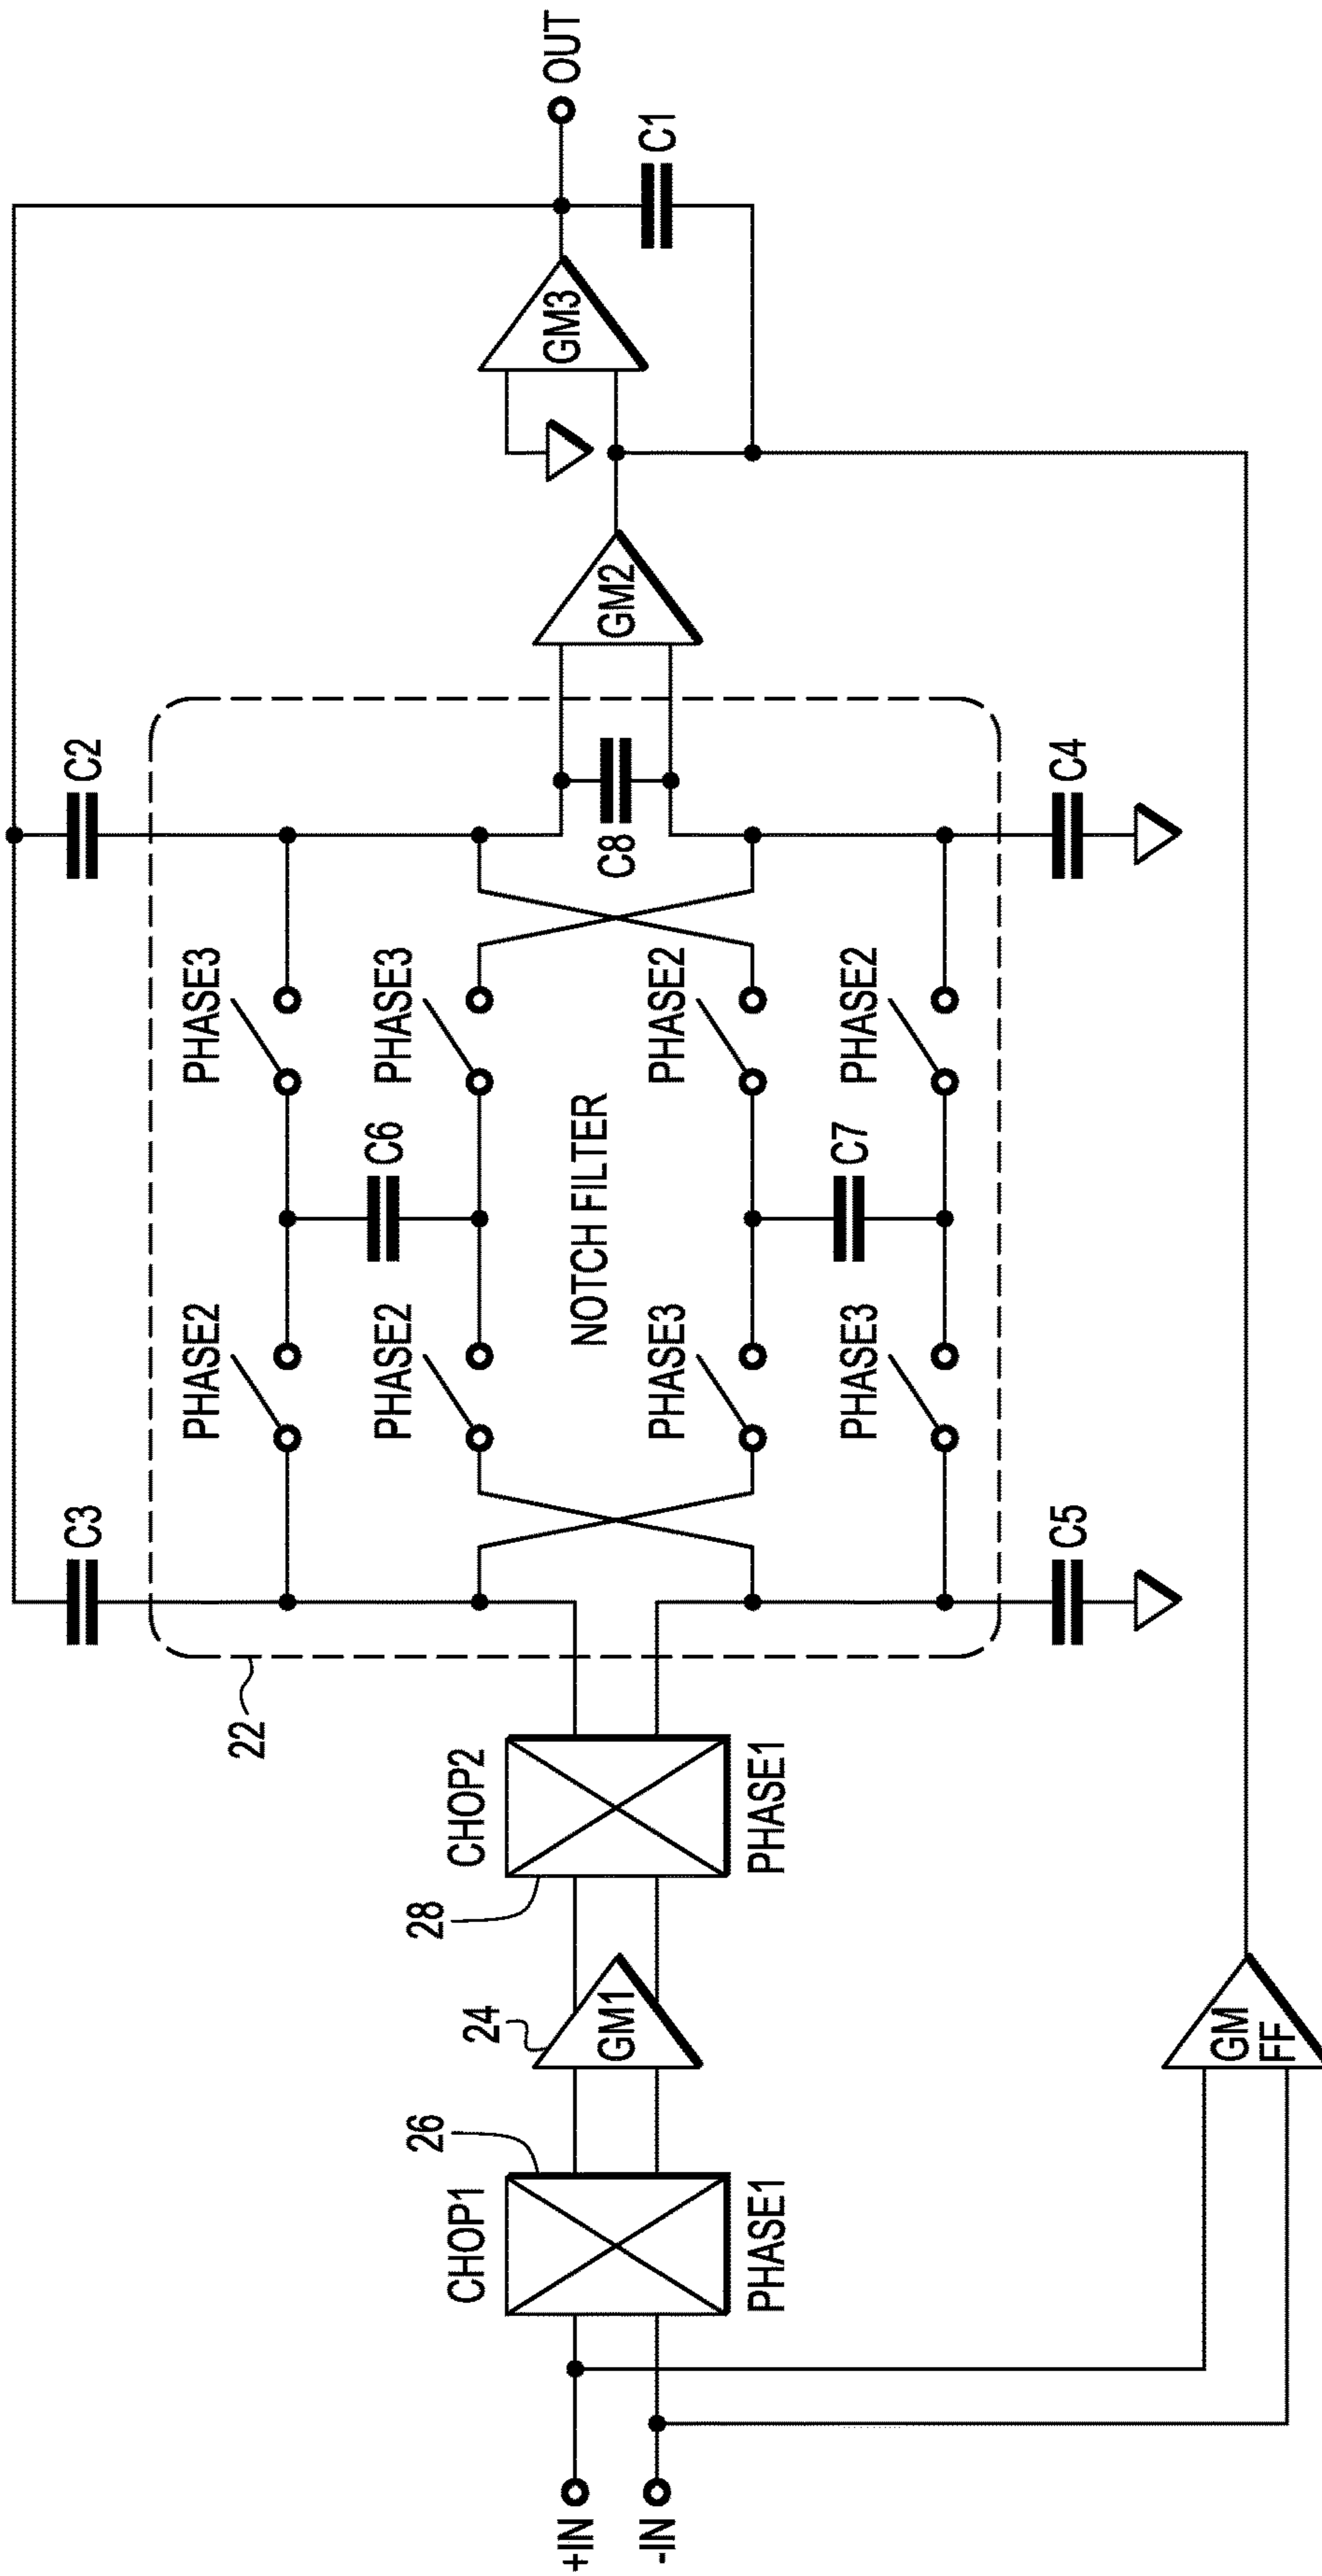 +IN
-IN
CHOP1
26
PHASE1
24
GM1
CHOP2
28
PHASE1
GM
FF
22
C3
C2
PHASE2
PHASE3
PHASE2
C6
PHASE3
NOTCH FILTER
PHASE3
PHASE2
PHASE3
C7
PHASE2
C8
C5
C4
GM2
GM3
C1
OUT